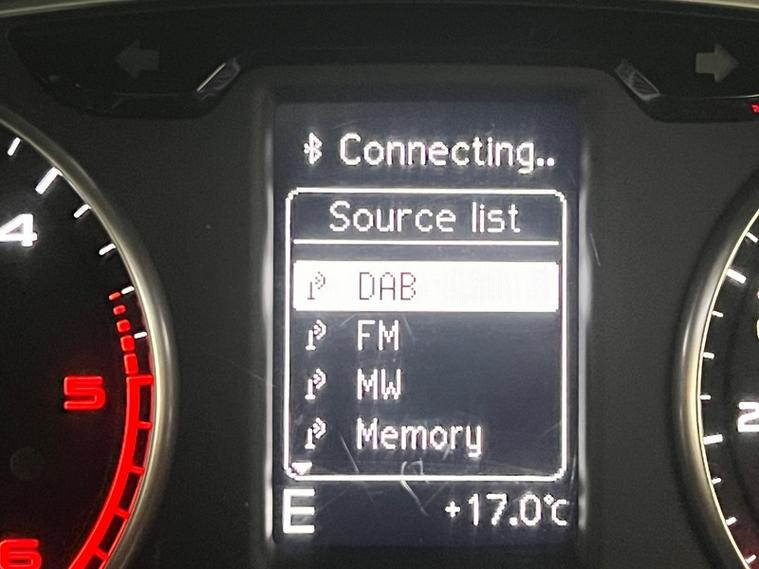 Connecting..
Source list
DAB
FM
MW
Memory
E +17.0°C
4
5
6
2